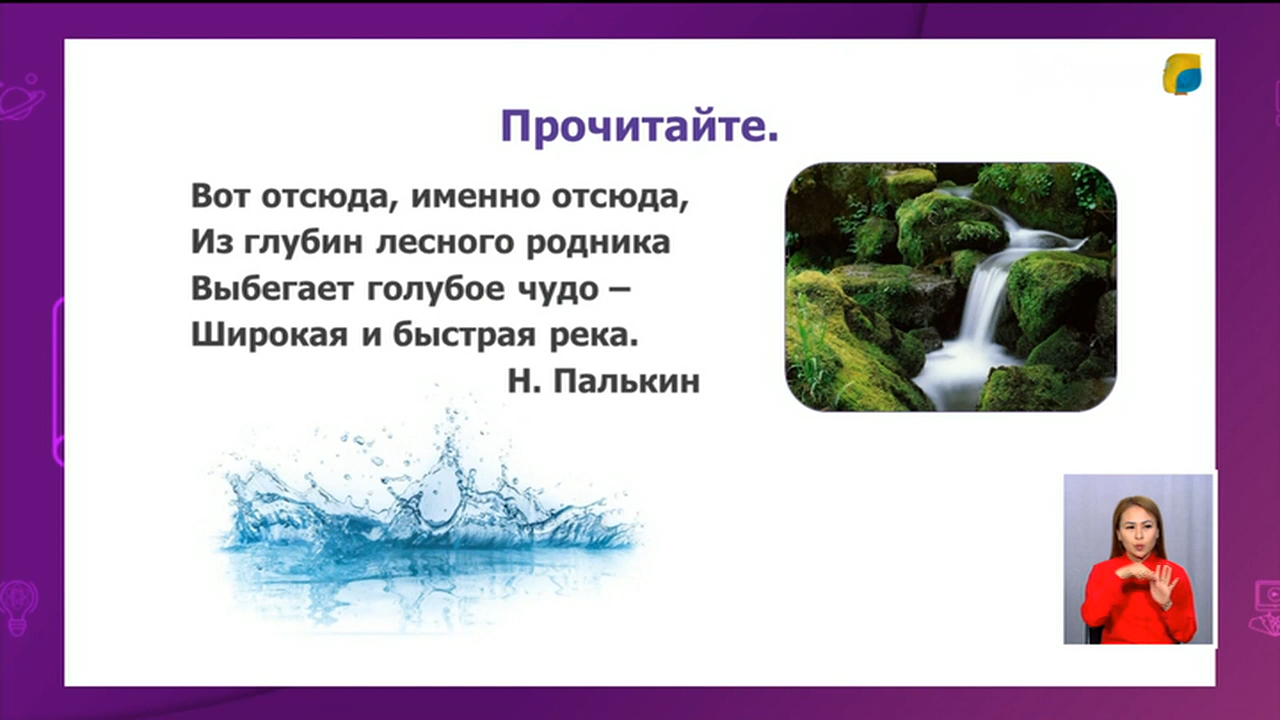 Прочитайте.
Вот отсюда, именно отсюда,
Из глубин лесного родника
Выбегает голубое чудо –
Широкая и быстрая река.
Н. Палькин